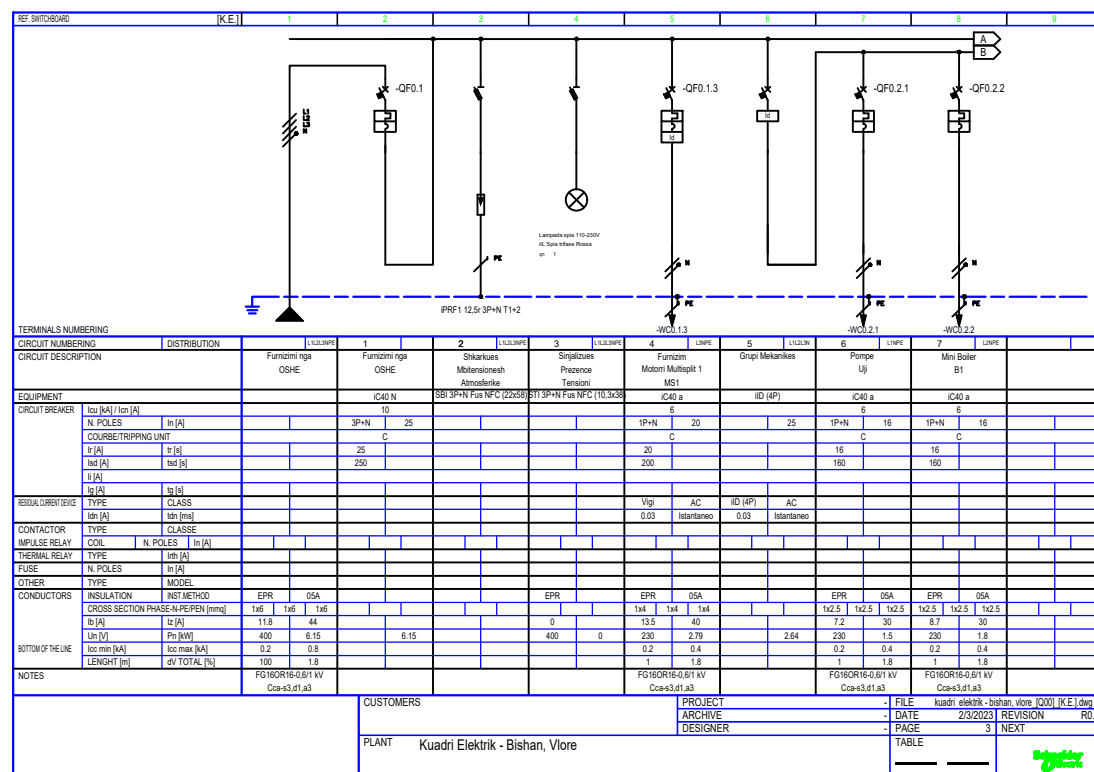 REF. SWITCHBOARD [K.E.] 1 2 3 4 5 6 7 8 9
A
B
-QF0.1 -QF0.1.3 -QF0.2.1 -QF0.2.2
Id
Id
Lampada spia 110-230V
iIL Spia trifase Rossa
1
PE N N N
PE PE PE
iPRF1 12,5r 3P+N T1+2
-WC0.1.3 -WC0.2.1 -WC0.2.2
TERMINALS NUMBERING
CIRCUIT NUMBERING DISTRIBUTION L1L2L3NPE 1 2 L1L2L3NPE 3 L1L2L3NPE 4 L3NPE 5 L1L2L3N 6 L1NPE 7 L2NPE
CIRCUIT DESCRIPTION Furnizimi nga Furnizimi nga Shkarkues Sinjalizues Furnizim Grupi Mekanikes Pompe Mini Boiler
OSHE OSHE Mbitensionesh Prezence Motorri Multisplit 1 Uji B1
Atmosferike Tensioni MS1
EQUIPMENT iC40 N SBI 3P+N Fus NFC (22x58) STI 3P+N Fus NFC (10,3x38) iC40 a iID (4P) iC40 a iC40 a
CIRCUIT BREAKER Icu [kA] / Icn [A] 10 6 6 6
N. POLES In [A] 3P+N 25 1P+N 20 25 1P+N 16 1P+N 16
COURBE/TRIPPING UNIT C C C C
Ir [A] tr [s] 25 20 16 16
Isd [A] tsd [s] 250 200 160 160
Ii [A]
Ig [A] tg [s]
RESIDUAL CURRENT DEVICE TYPE CLASS Vigi AC iID (4P) AC
Idn [A] tdn [ms] 0.03 Istantaneo 0.03 Istantaneo
CONTACTOR TYPE CLASSE
IMPULSE RELAY COIL N. POLES In [A]
THERMAL RELAY TYPE Irth [A]
FUSE N. POLES In [A]
OTHER TYPE MODEL
CONDUCTORS INSULATION INST.METHOD EPR 05A EPR EPR 05A EPR 05A EPR 05A
CROSS SECTION PHASE-N-PE/PEN [mmq] 1x6 1x6 1x6 1x4 1x4 1x4 1x2.5 1x2.5 1x2.5 1x2.5 1x2.5 1x2.5
Ib [A] Iz [A] 11.8 44 0 13.5 40 7.2 30 8.7 30
Un [V] Pn [kW] 400 6.15 6.15 400 0 230 2.79 2.64 230 1.5 230 1.8
BOTTOM OF THE LINE Icc min [kA] Icc max [kA] 0.2 0.8 0.2 0.4 0.2 0.4 0.2 0.4
LENGHT [m] dV TOTAL [%] 100 1.8 1 1.8 1 1.8 1 1.8
NOTES FG16OR16-0,6/1 kV FG16OR16-0,6/1 kV FG16OR16-0,6/1 kV FG16OR16-0,6/1 kV
Cca-s3,d1,a3 Cca-s3,d1,a3 Cca-s3,d1,a3 Cca-s3,d1,a3
CUSTOMERS PROJECT - FILE kuadri elektrik - bishan, vlore_[Q00]_[K.E.].dwg
ARCHIVE - DATE 2/3/2023 REVISION R0.
DESIGNER - PAGE 3 NEXT
PLANT Kuadri Elektrik - Bishan, Vlore TABLE
Schneider
Electric